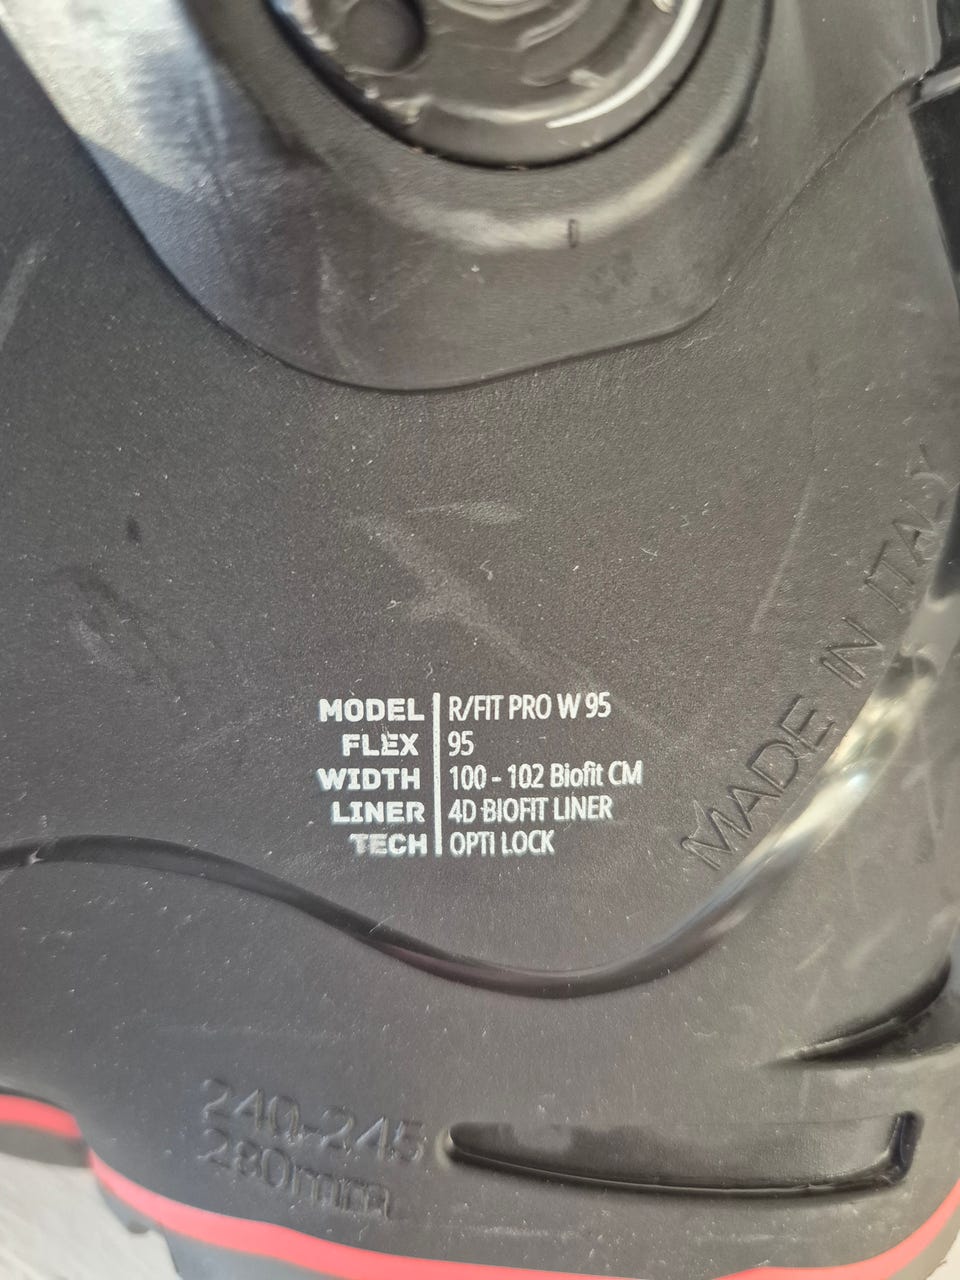 MODEL R/FIT PRO W 95
FLEX 95
WIDTH 100 - 102 Biofit CM
LINER 4D BIOFIT LINER
TECH OPTI LOCK
MADE IN ITALY
240-245
280mm